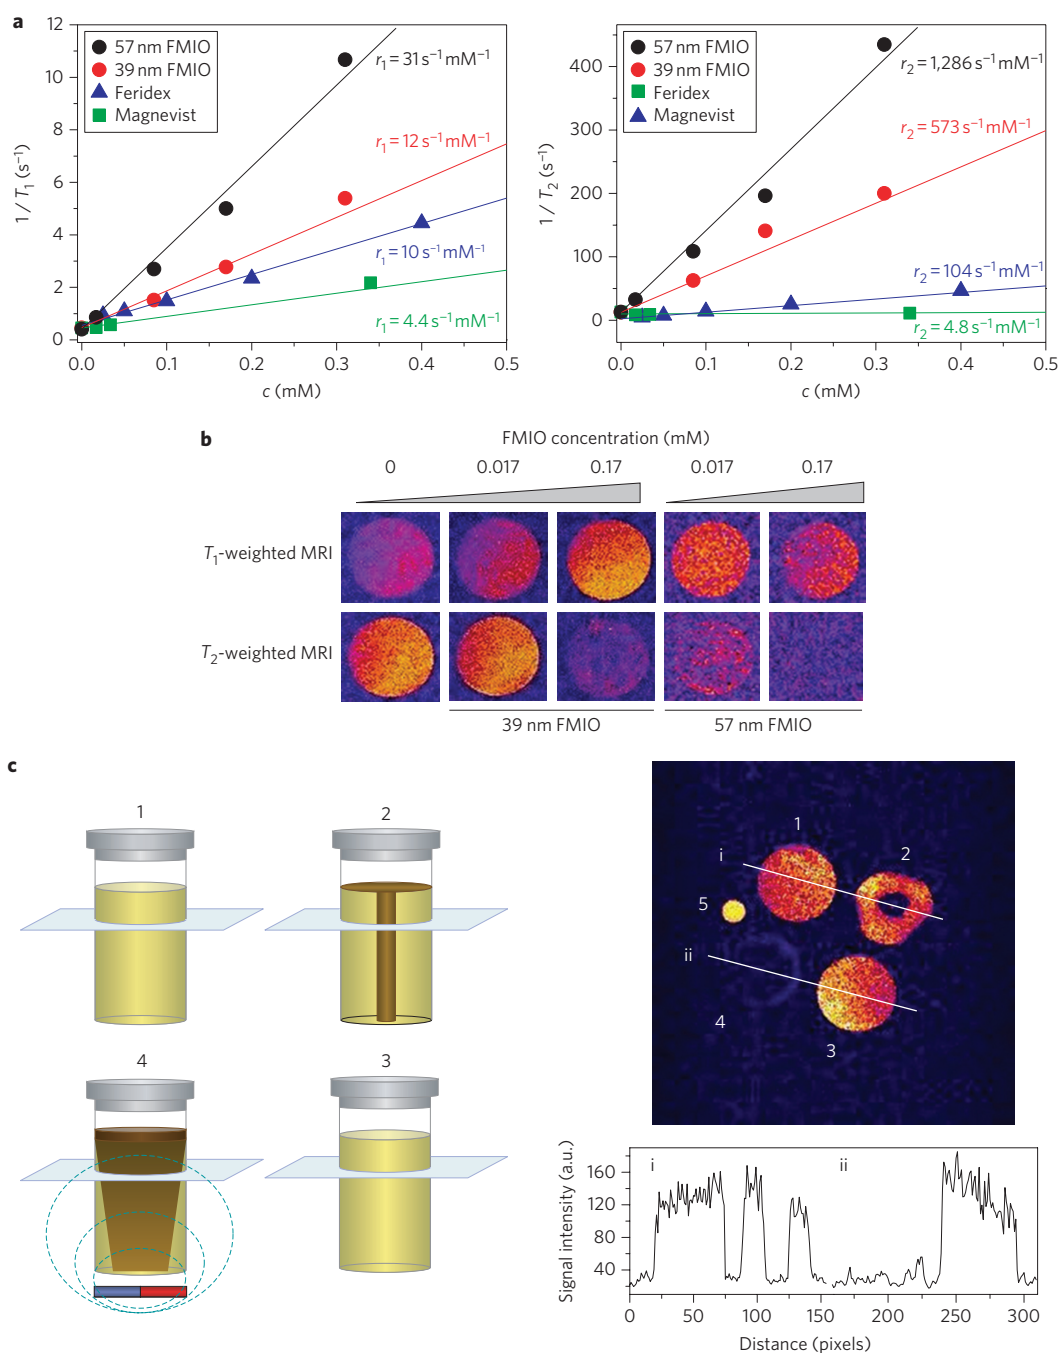 a
12
10
8
6
4
2
0
1 / T1 (s−1)
57 nm FMIO
39 nm FMIO
Feridex
Magnevist
r1 = 31 s−1 mM−1
r1 = 12 s−1 mM−1
r1 = 10 s−1 mM−1
r1 = 4.4 s−1 mM−1
0.0 0.1 0.2 0.3 0.4 0.5
c (mM)
400
300
200
100
0
1 / T2 (s−1)
57 nm FMIO
39 nm FMIO
Feridex
Magnevist
r2 = 1,286 s−1 mM−1
r2 = 573 s−1 mM−1
r2 = 104 s−1 mM−1
r2 = 4.8 s−1 mM−1
0.0 0.1 0.2 0.3 0.4 0.5
c (mM)
b
FMIO concentration (mM)
0 0.017 0.17 0.017 0.17
T1-weighted MRI
T2-weighted MRI
39 nm FMIO 57 nm FMIO
c
1 2
4 3
1
i
2
5
ii
4
3
Signal intensity (a.u.)
160
120
80
40
i ii
0 50 100 150 200 250 300
Distance (pixels)